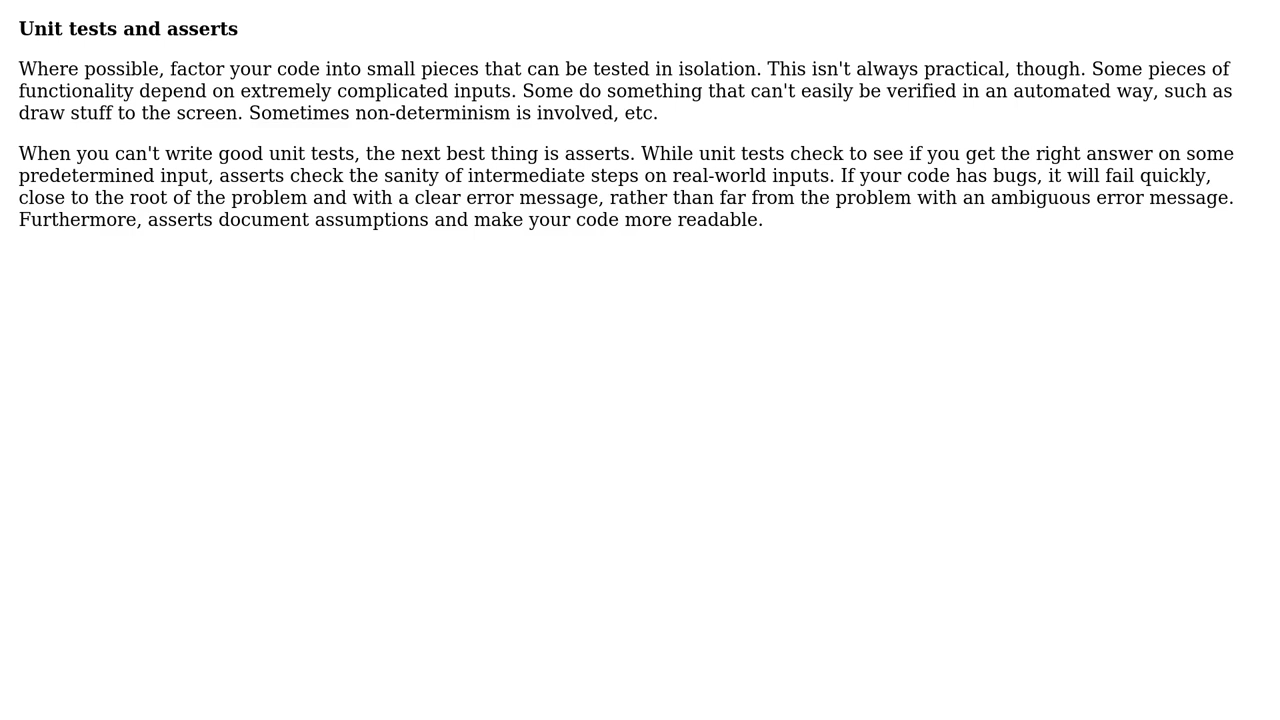 Unit tests and asserts
Where possible, factor your code into small pieces that can be tested in isolation. This isn't always practical, though. Some pieces of
functionality depend on extremely complicated inputs. Some do something that can't easily be verified in an automated way, such as
draw stuff to the screen. Sometimes non-determinism is involved, etc.
When you can't write good unit tests, the next best thing is asserts. While unit tests check to see if you get the right answer on some
predetermined input, asserts check the sanity of intermediate steps on real-world inputs. If your code has bugs, it will fail quickly,
close to the root of the problem and with a clear error message, rather than far from the problem with an ambiguous error message.
Furthermore, asserts document assumptions and make your code more readable.